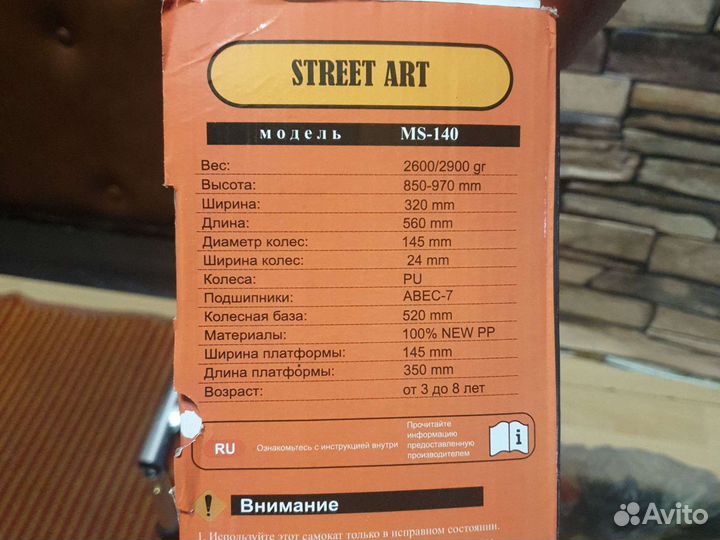 STREET ART
модель MS-140
Вес: 2600/2900 gr
Высота: 850-970 mm
Ширина: 320 mm
Длина: 560 mm
Диаметр колес: 145 mm
Ширина колес: 24 mm
Колеса: PU
Подшипники: ABEC-7
Колесная база: 520 mm
Материалы: 100% NEW PP
Ширина платформы: 145 mm
Длина платформы: 350 mm
Возраст: от 3 до 8 лет
RU
Ознакомьтесь с инструкцией внутри
Прочитайте
информацию
предоставленную
производителем
i
! Внимание
1. Используйте этот самокат только в исправном состоянии.
Avito